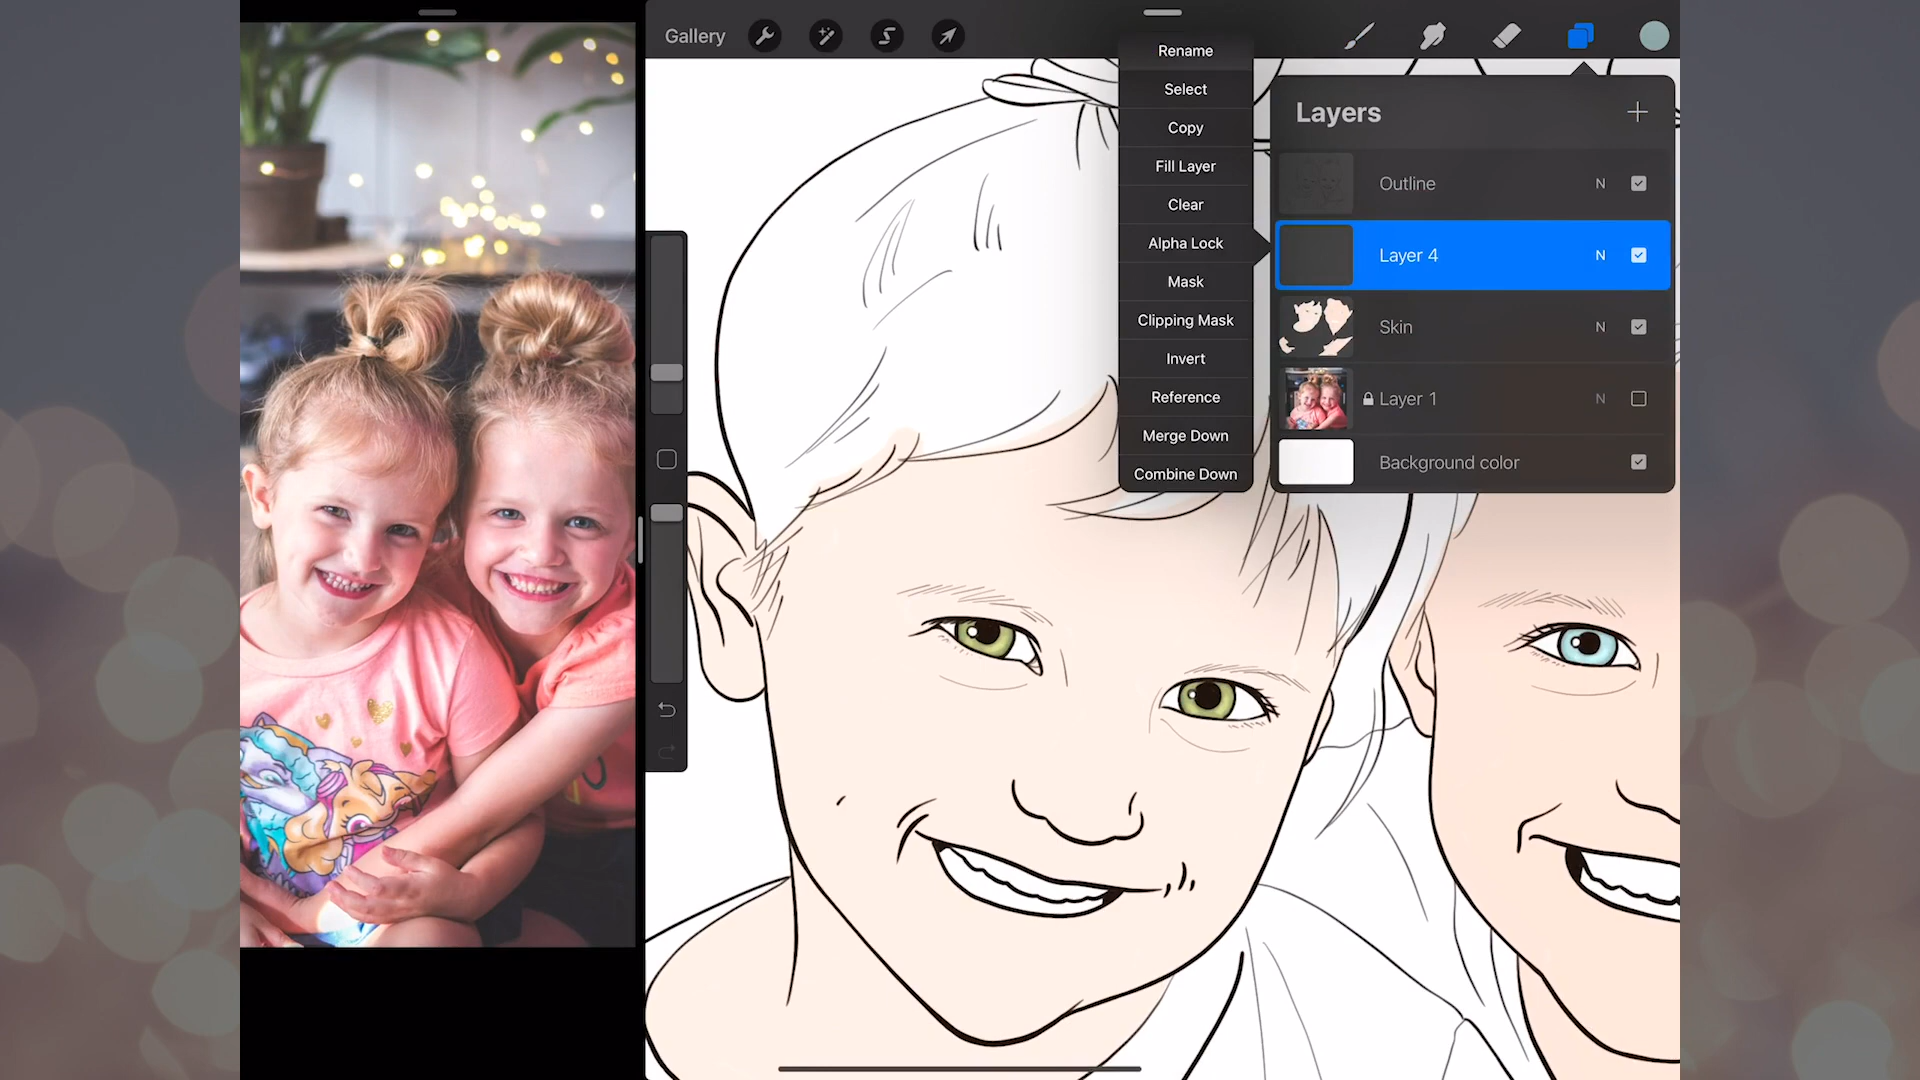 Gallery
Rename
Select
Copy
Fill Layer
Clear
Alpha Lock
Mask
Clipping Mask
Invert
Reference
Merge Down
Combine Down
Layers
Outline N
Layer 4 N
Skin N
Layer 1 N
Background color